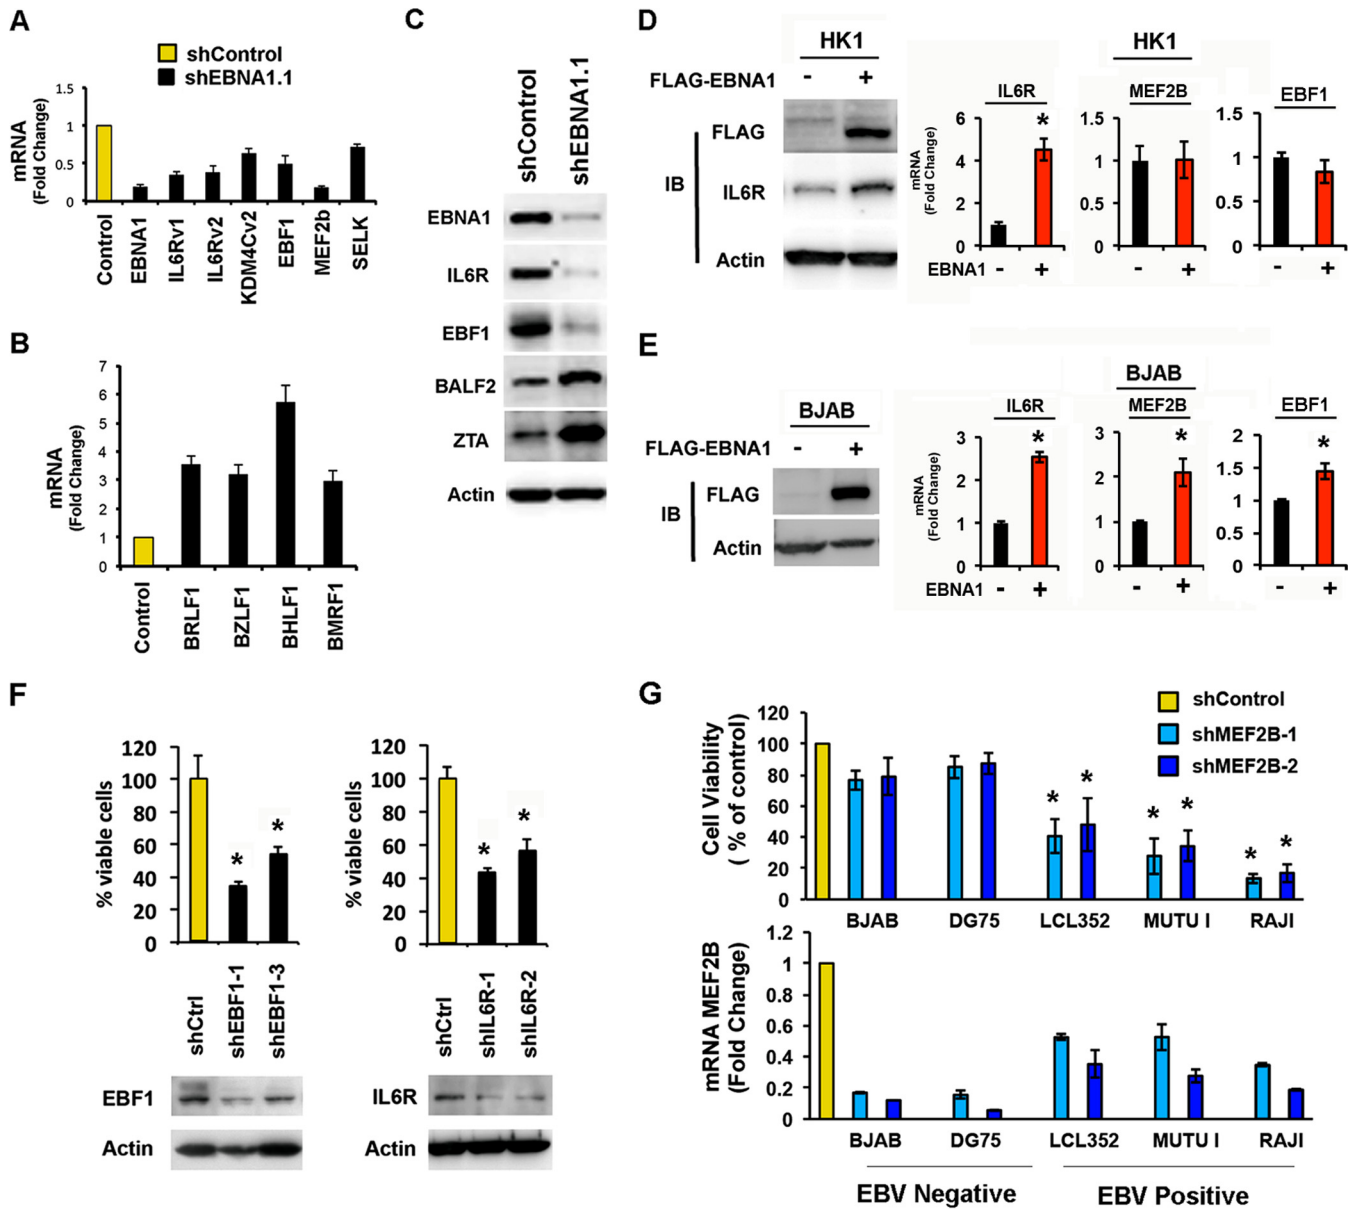 A
shControl
shEBNA1.1
mRNA
(Fold Change)
1.5
1
0.5
0
Control
EBNA1
IL6Rv1
IL6Rv2
KDM4Cv2
EBF1
MEF2b
SELK
B
mRNA
(Fold Change)
7
6
5
4
3
2
1
0
Control
BRLF1
BZLF1
BHLF1
BMRF1
C
shControl
shEBNA1.1
EBNA1
IL6R
EBF1
BALF2
ZTA
Actin
D
HK1
FLAG-EBNA1 - +
IB
FLAG
IL6R
Actin
HK1
IL6R
mRNA
(Fold Change)
6
4
2
0
*
EBNA1 - +
MEF2B
1.5
1
0.5
0
- +
EBF1
1.5
1
0.5
0
- +
E
BJAB
FLAG-EBNA1 - +
IB
FLAG
Actin
BJAB
IL6R
mRNA
(Fold Change)
3
2
1
0
*
EBNA1 - +
MEF2B
3
2
1
0
*
- +
EBF1
2
1.5
1
0.5
0
*
- +
F
% viable cells
120
100
80
60
40
20
0
* *
shCtrl
shEBF1-1
shEBF1-3
EBF1
Actin
% viable cells
120
100
80
60
40
20
0
* *
shCtrl
shIL6R-1
shIL6R-2
IL6R
Actin
G
shControl
shMEF2B-1
shMEF2B-2
Cell Viability
( % of control)
120
100
80
60
40
20
0
* * * * * *
BJAB DG75 LCL352 MUTU I RAJI
mRNA MEF2B
(Fold Change)
1.2
1
0.8
0.6
0.4
0.2
0
BJAB DG75 LCL352 MUTU I RAJI
EBV Negative EBV Positive